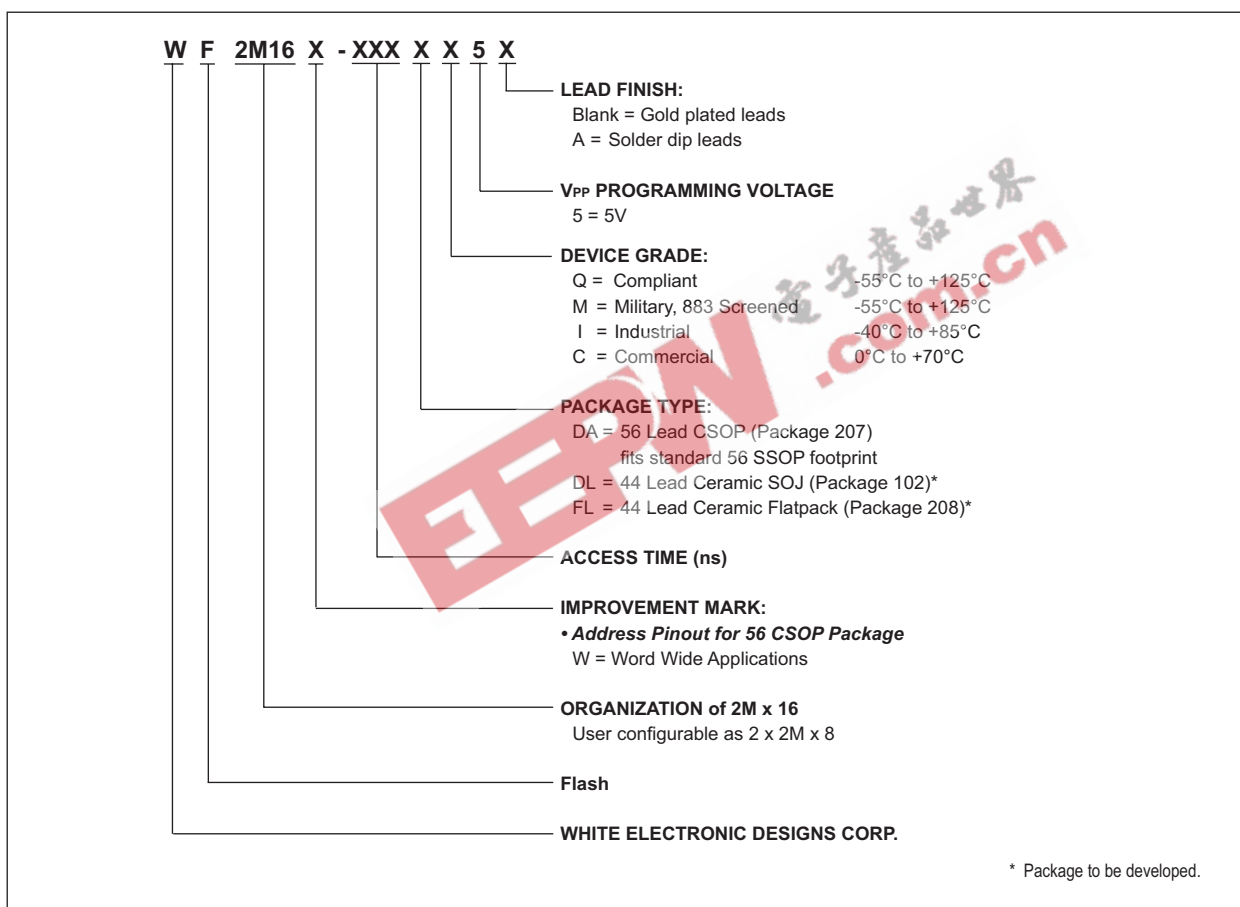 W F 2M16 X - XXX X X 5 X
LEAD FINISH:
Blank = Gold plated leads
A = Solder dip leads
VPP PROGRAMMING VOLTAGE
5 = 5V
DEVICE GRADE:
Q = Compliant -55°C to +125°C
M = Military, 883 Screened -55°C to +125°C
I = Industrial -40°C to +85°C
C = Commercial 0°C to +70°C
PACKAGE TYPE:
DA = 56 Lead CSOP (Package 207)
fits standard 56 SSOP footprint
DL = 44 Lead Ceramic SOJ (Package 102)*
FL = 44 Lead Ceramic Flatpack (Package 208)*
ACCESS TIME (ns)
IMPROVEMENT MARK:
• Address Pinout for 56 CSOP Package
W = Word Wide Applications
ORGANIZATION of 2M x 16
User configurable as 2 x 2M x 8
Flash
WHITE ELECTRONIC DESIGNS CORP.
* Package to be developed.
EEPW
電子產品世界
.com.cn